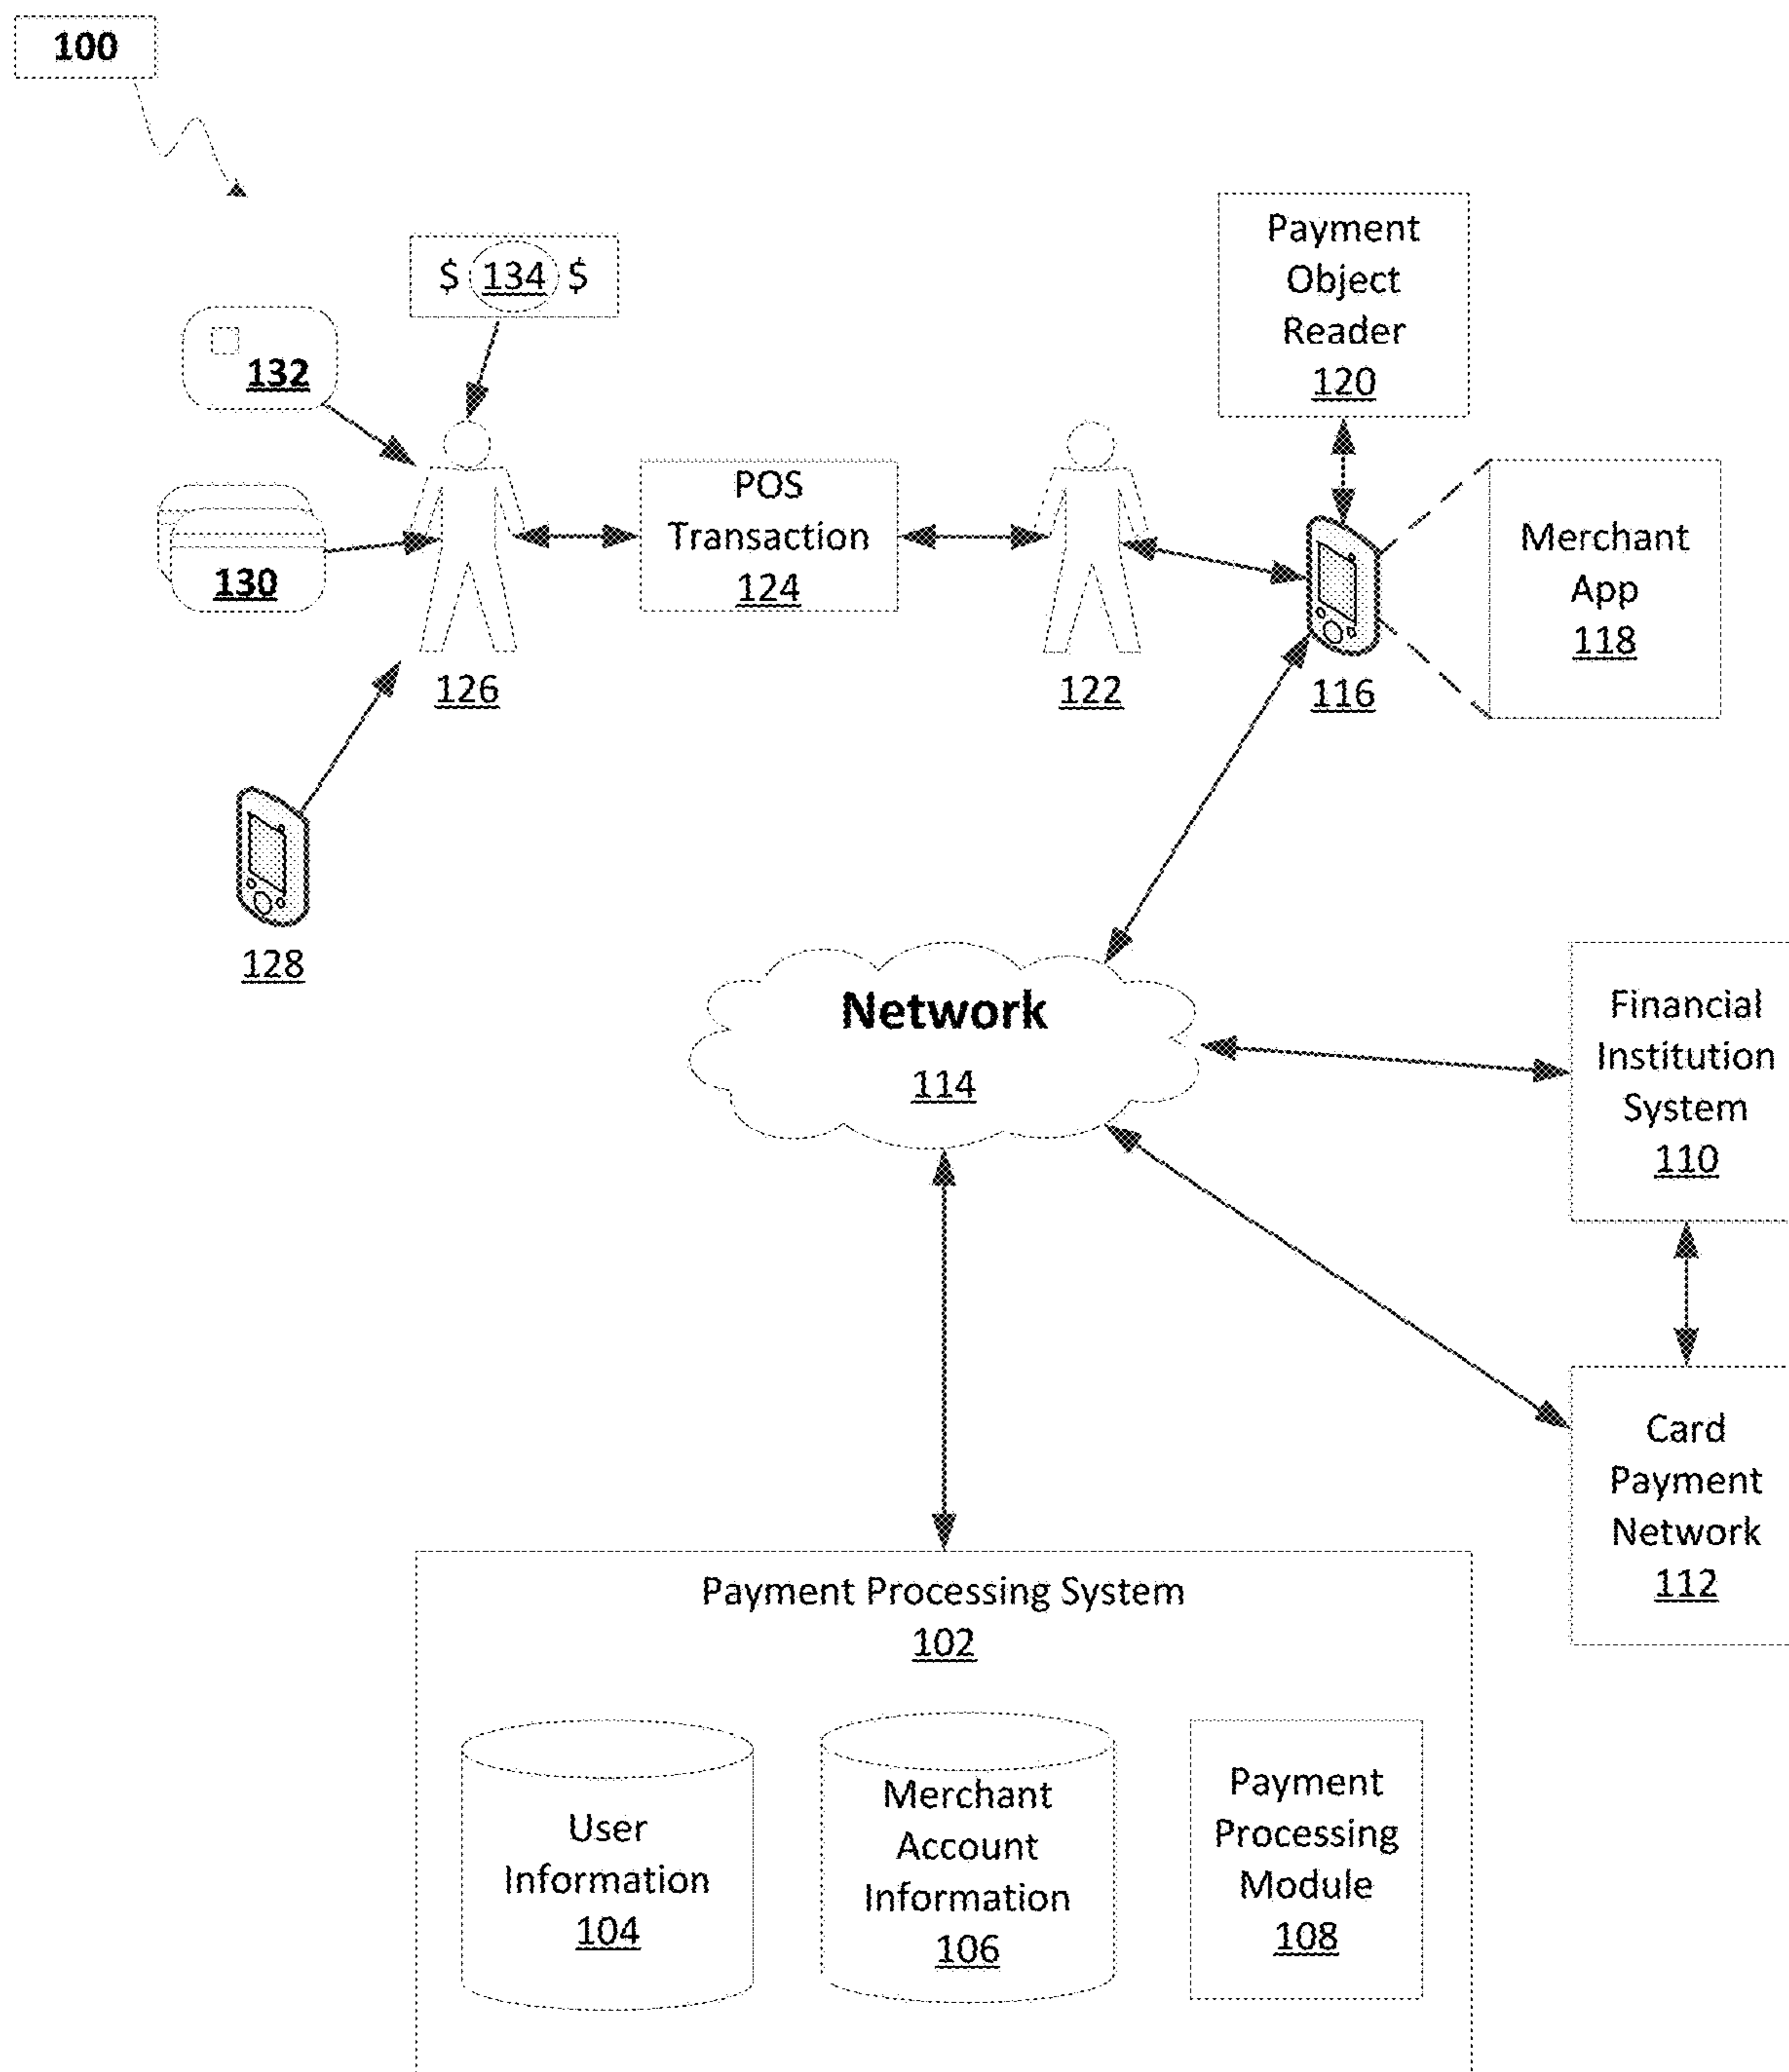 100
$ 134 $
132
130
126
128
POS
Transaction
124
122
Payment
Object
Reader
120
116
Merchant
App
118
Network
114
Financial
Institution
System
110
Card
Payment
Network
112
Payment Processing System
102
User
Information
104
Merchant
Account
Information
106
Payment
Processing
Module
108